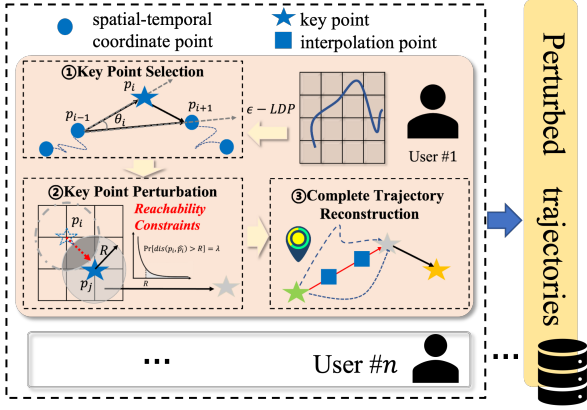 spatial-temporal
coordinate point
key point
interpolation point
①Key Point Selection
p_i
p_{i-1}
θ_i
p_{i+1}
ϵ − LDP
User #1
②Key Point Perturbation
p_i
Reachability
Constraints
R
Pr[dis(p_i, p̂_i) > R] = λ
R
p_j
③Complete Trajectory
Reconstruction
...
User #n
...
Perturbed trajectories